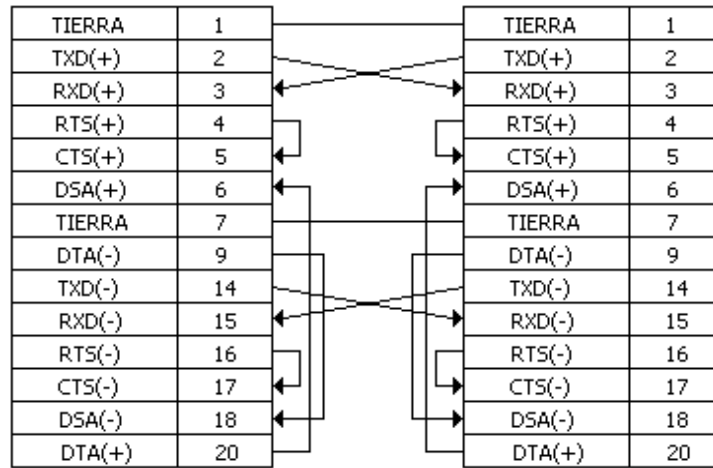 TIERRA 1 TIERRA 1
TXD(+) 2 TXD(+) 2
RXD(+) 3 RXD(+) 3
RTS(+) 4 RTS(+) 4
CTS(+) 5 CTS(+) 5
DSA(+) 6 DSA(+) 6
TIERRA 7 TIERRA 7
DTA(-) 9 DTA(-) 9
TXD(-) 14 TXD(-) 14
RXD(-) 15 RXD(-) 15
RTS(-) 16 RTS(-) 16
CTS(-) 17 CTS(-) 17
DSA(-) 18 DSA(-) 18
DTA(+) 20 DTA(+) 20